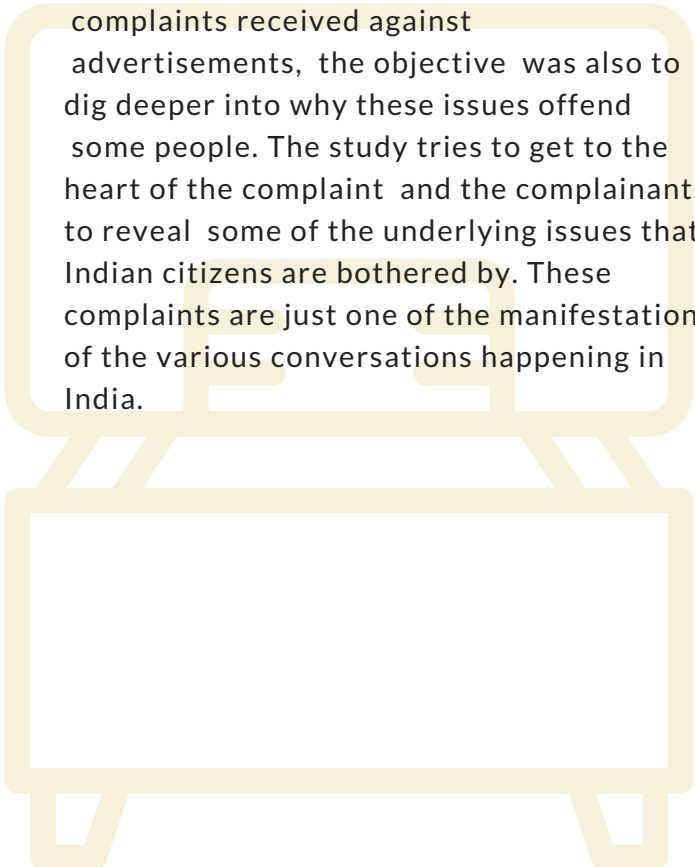 complaints received against
advertisements, the objective was also to
dig deeper into why these issues offend
some people. The study tries to get to the
heart of the complaint and the complainants
to reveal some of the underlying issues that
Indian citizens are bothered by. These
complaints are just one of the manifestation
of the various conversations happening in
India.